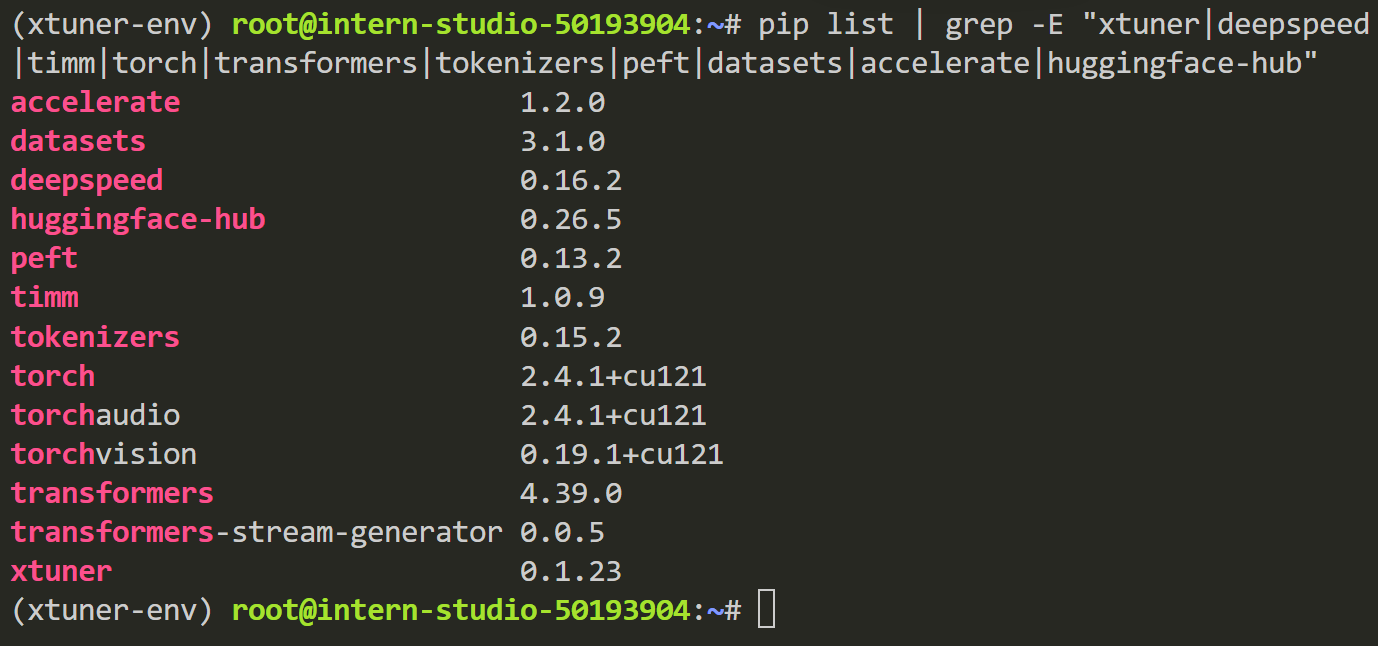 (xtuner-env) root@intern-studio-50193904:~# pip list | grep -E "xtuner|deepspeed
|timm|torch|transformers|tokenizers|peft|datasets|accelerate|huggingface-hub"
accelerate                    1.2.0
datasets                      3.1.0
deepspeed                     0.16.2
huggingface-hub               0.26.5
peft                          0.13.2
timm                          1.0.9
tokenizers                    0.15.2
torch                         2.4.1+cu121
torchaudio                    2.4.1+cu121
torchvision                   0.19.1+cu121
transformers                  4.39.0
transformers-stream-generator 0.0.5
xtuner                        0.1.23
(xtuner-env) root@intern-studio-50193904:~#